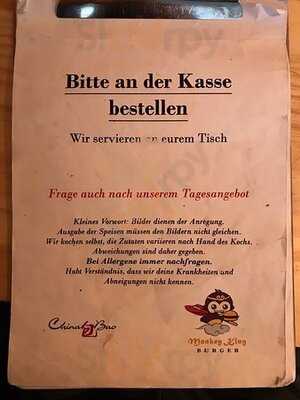 Bitte an der Kasse
bestellen
Wir servieren an eurem Tisch
Frage auch nach unserem Tagesangebot
Kleines Vorwort: Bilder dienen der Anregung.
Ausgabe der Speisen müssen den Bildern nicht gleichen.
Wir kochen selbst, die Zutaten variieren nach Hand des Kochs.
Abweichungen sind daher gegeben.
Bei Allergene immer nachfragen.
Habt Verständnis, dass wir deine Krankheiten und
Abneigungen nicht kennen.
China Bao
Monkey King
BURGER